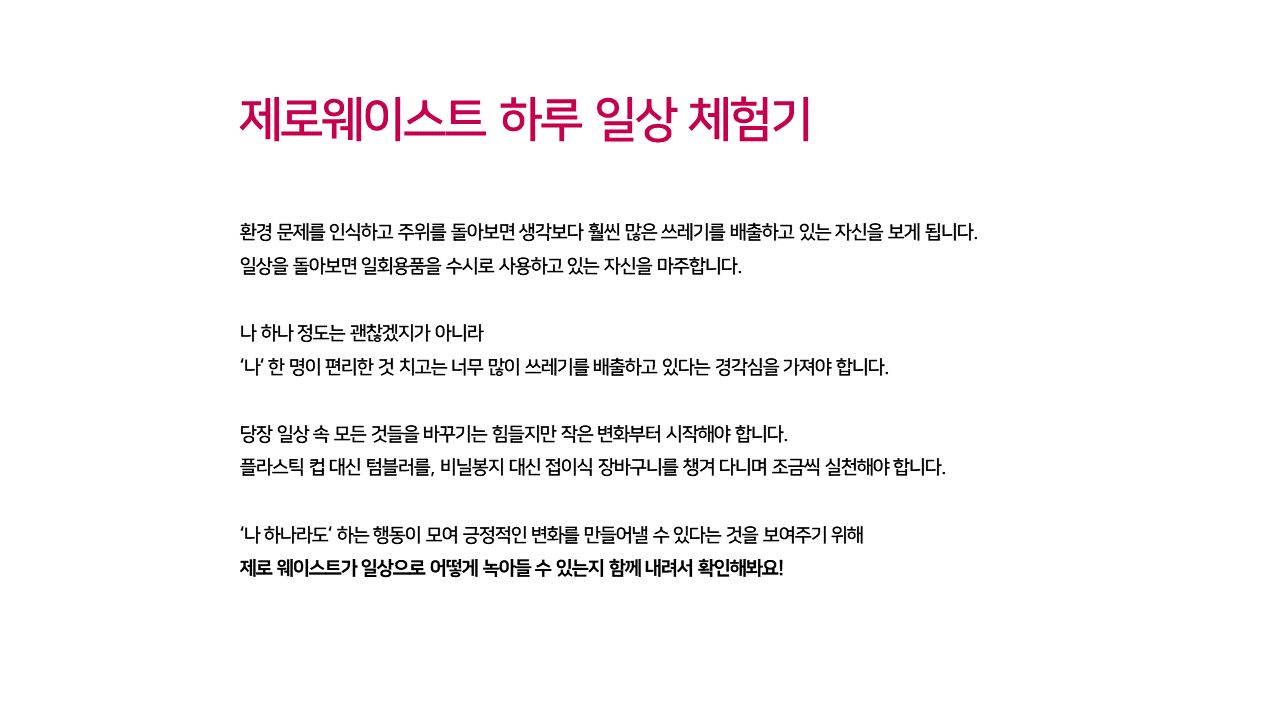 제로웨이스트 하루 일상 체험기
환경 문제를 인식하고 주위를 돌아보면 생각보다 훨씬 많은 쓰레기를 배출하고 있는 자신을 보게 됩니다.
일상을 돌아보면 일회용품을 수시로 사용하고 있는 자신을 마주합니다.
나 하나 정도는 괜찮겠지가 아니라
‘나‘ 한 명이 편리한 것 치고는 너무 많이 쓰레기를 배출하고 있다는 경각심을 가져야 합니다.
당장 일상 속 모든 것들을 바꾸기는 힘들지만 작은 변화부터 시작해야 합니다.
플라스틱 컵 대신 텀블러를, 비닐봉지 대신 접이식 장바구니를 챙겨 다니며 조금씩 실천해야 합니다.
‘나 하나라도‘ 하는 행동이 모여 긍정적인 변화를 만들어낼 수 있다는 것을 보여주기 위해
제로 웨이스트가 일상으로 어떻게 녹아들 수 있는지 함께 내려서 확인해봐요!